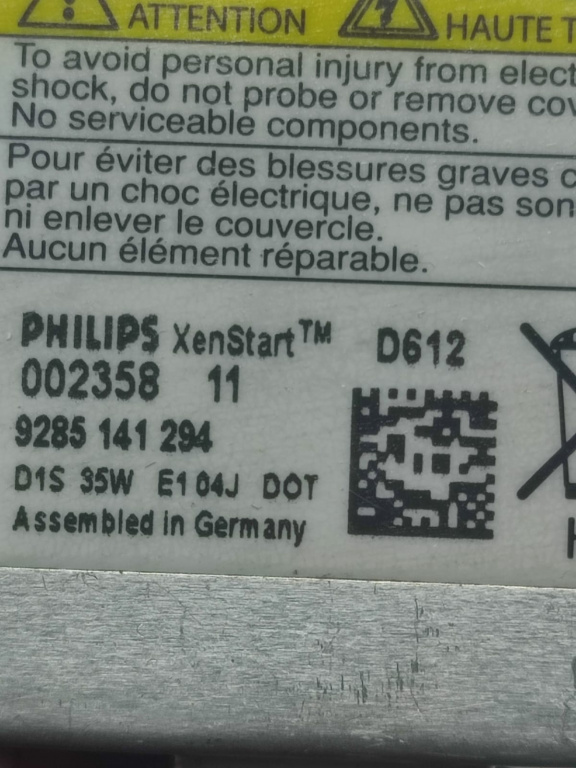 ATTENTION HAUTE T
To avoid personal injury from elect
shock, do not probe or remove cov
No serviceable components.
Pour éviter des blessures graves c
par un choc électrique, ne pas son
ni enlever le couvercle.
Aucun élément réparable.
PHILIPS XenStart™ D612
002358 11
9285 141 294
D1S 35W E1 04J DOT
Assembled in Germany
H